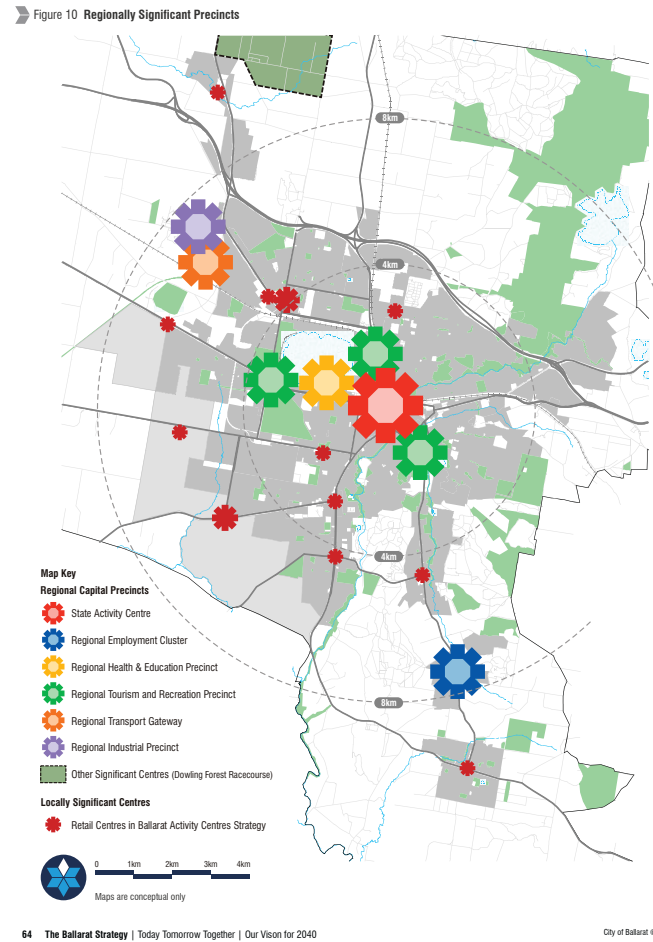 Figure 10 Regionally Significant Precincts
8km
4km
4km
8km
Map Key
Regional Capital Precincts
State Activity Centre
Regional Employment Cluster
Regional Health & Education Precinct
Regional Tourism and Recreation Precinct
Regional Transport Gateway
Regional Industrial Precinct
Other Significant Centres (Dowling Forest Racecourse)
Locally Significant Centres
Retail Centres in Ballarat Activity Centres Strategy
0 1km 2km 3km 4km
Maps are conceptual only
64 The Ballarat Strategy | Today Tomorrow Together | Our Vison for 2040
City of Ballarat ©